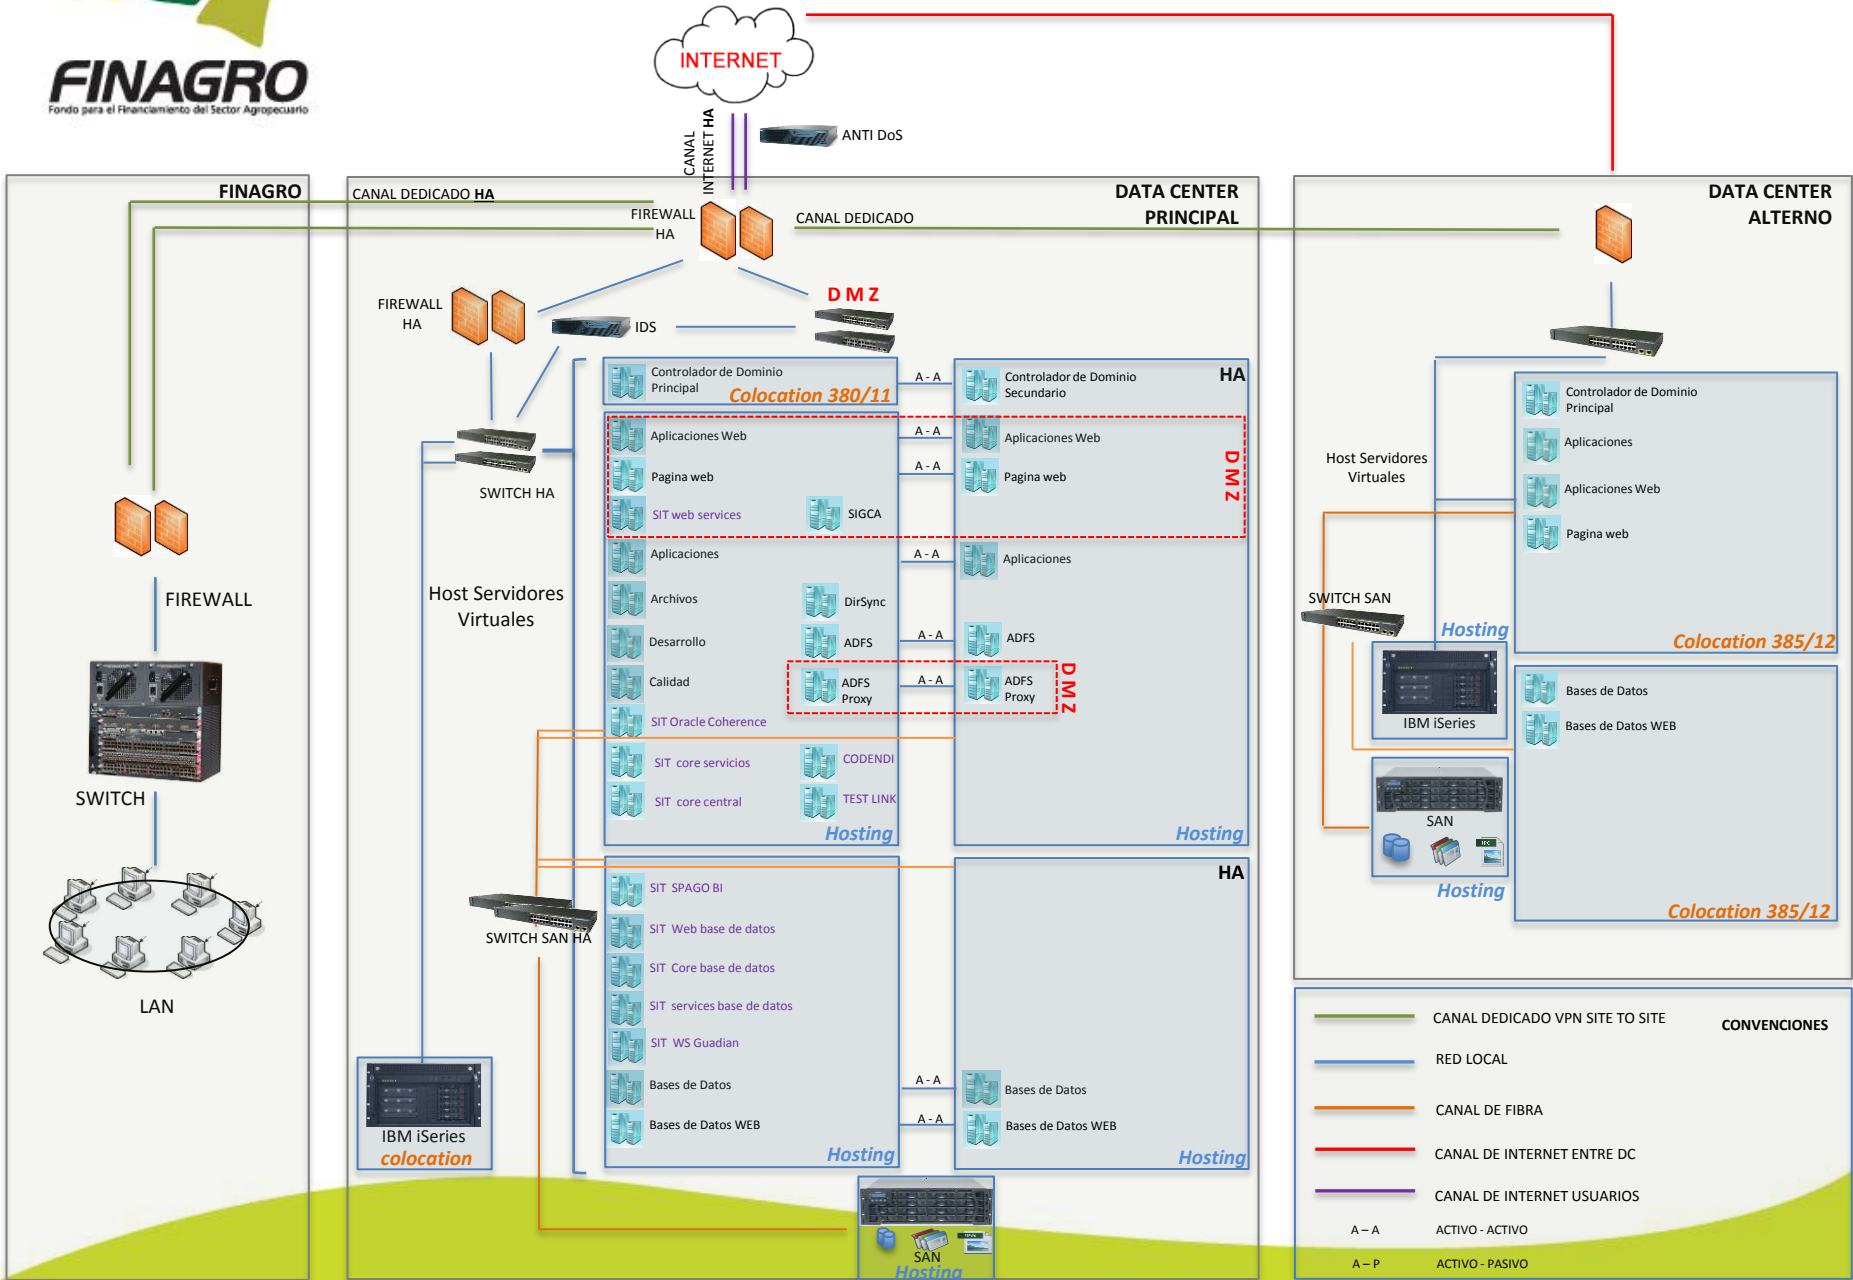 FINAGRO
Fondo para el Financiamiento del Sector Agropecuario
INTERNET
CANAL
INTERNET HA
ANTI DoS
FINAGRO
FIREWALL
SWITCH
LAN
CANAL DEDICADO HA
DATA CENTER
PRINCIPAL
FIREWALL
HA
CANAL DEDICADO
FIREWALL
HA
IDS
D M Z
SWITCH HA
Host Servidores
Virtuales
Controlador de Dominio
Principal
Colocation 380/11
A - A
Controlador de Dominio
Secundario
HA
Aplicaciones Web
A - A
Aplicaciones Web
Pagina web
A - A
Pagina web
D M Z
SIT web services
SIGCA
Aplicaciones
A - A
Aplicaciones
Archivos
DirSync
Desarrollo
ADFS
A - A
ADFS
Calidad
ADFS
Proxy
A - A
ADFS
Proxy
D M Z
SIT Oracle Coherence
SIT core servicios
CODENDI
SIT core central
TEST LINK
Hosting
Hosting
SWITCH SAN HA
SIT SPAGO BI
HA
SIT Web base de datos
SIT Core base de datos
SIT services base de datos
SIT WS Guadian
Bases de Datos
A - A
Bases de Datos
Bases de Datos WEB
A - A
Bases de Datos WEB
Hosting
Hosting
IBM iSeries
colocation
SAN
Hosting
DATA CENTER
ALTERNO
Host Servidores
Virtuales
Controlador de Dominio
Principal
Aplicaciones
Aplicaciones Web
Pagina web
Colocation 385/12
SWITCH SAN
Hosting
IBM iSeries
Bases de Datos
Bases de Datos WEB
SAN
Hosting
Colocation 385/12
CONVENCIONES
CANAL DEDICADO VPN SITE TO SITE
RED LOCAL
CANAL DE FIBRA
CANAL DE INTERNET ENTRE DC
CANAL DE INTERNET USUARIOS
A – A ACTIVO - ACTIVO
A – P ACTIVO - PASIVO